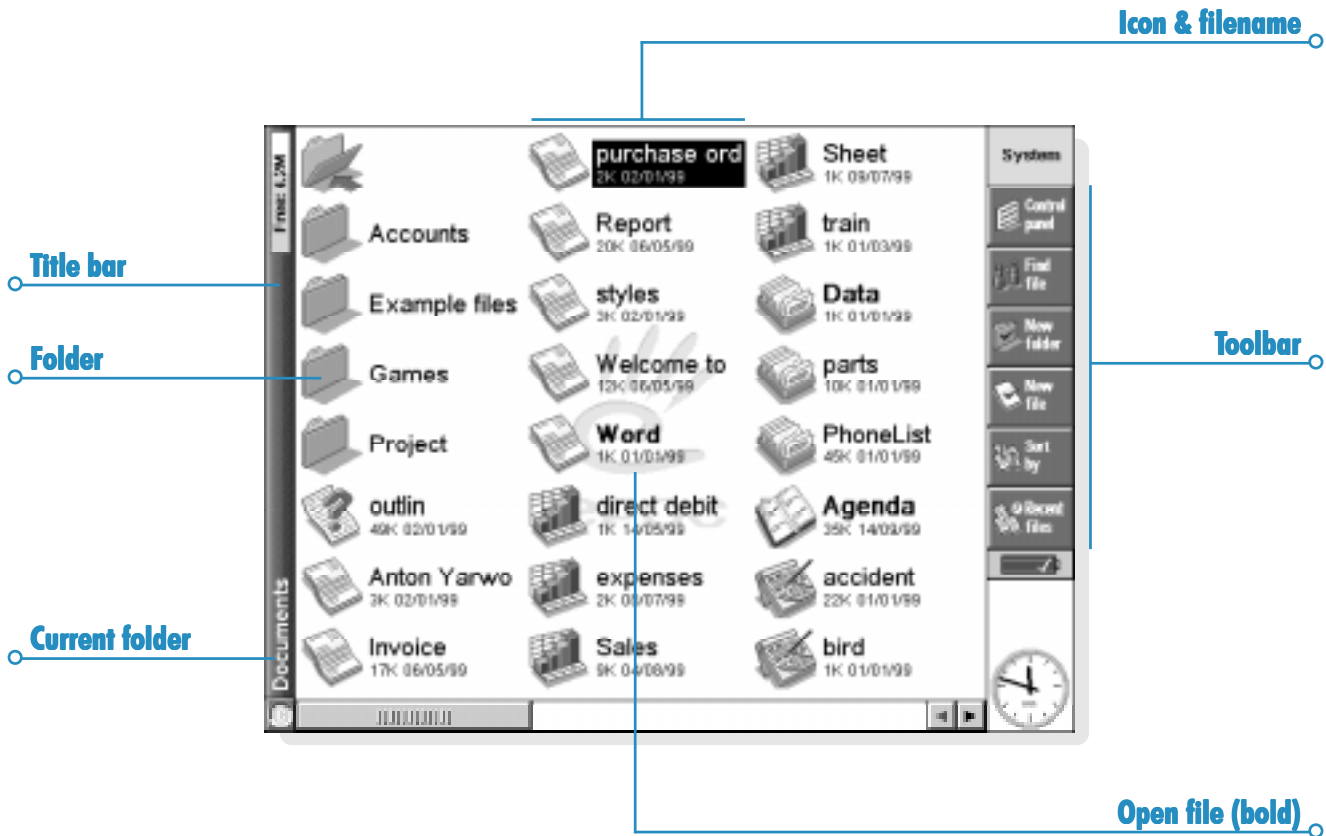 Icon & filename
Title bar
Folder
Current folder
Toolbar
Open file (bold)
Free: 6.2M
Documents
Accounts
Example files
Games
Project
outlin
49K 02/01/99
Anton Yarwo
3K 02/01/99
Invoice
17K 06/05/99
purchase ord
2K 02/01/99
Report
20K 06/05/99
styles
3K 02/01/99
Welcome to
12K 06/05/99
Word
1K 01/01/99
direct debit
1K 14/05/99
expenses
2K 09/07/99
Sales
9K 04/08/99
Sheet
1K 09/07/99
train
1K 01/03/99
Data
1K 01/01/99
parts
10K 01/01/99
PhoneList
45K 01/01/99
Agenda
35K 14/09/99
accident
22K 01/01/99
bird
1K 01/01/99
System
Control
panel
Find
file
New
folder
New
file
Sort
by
Recent
files